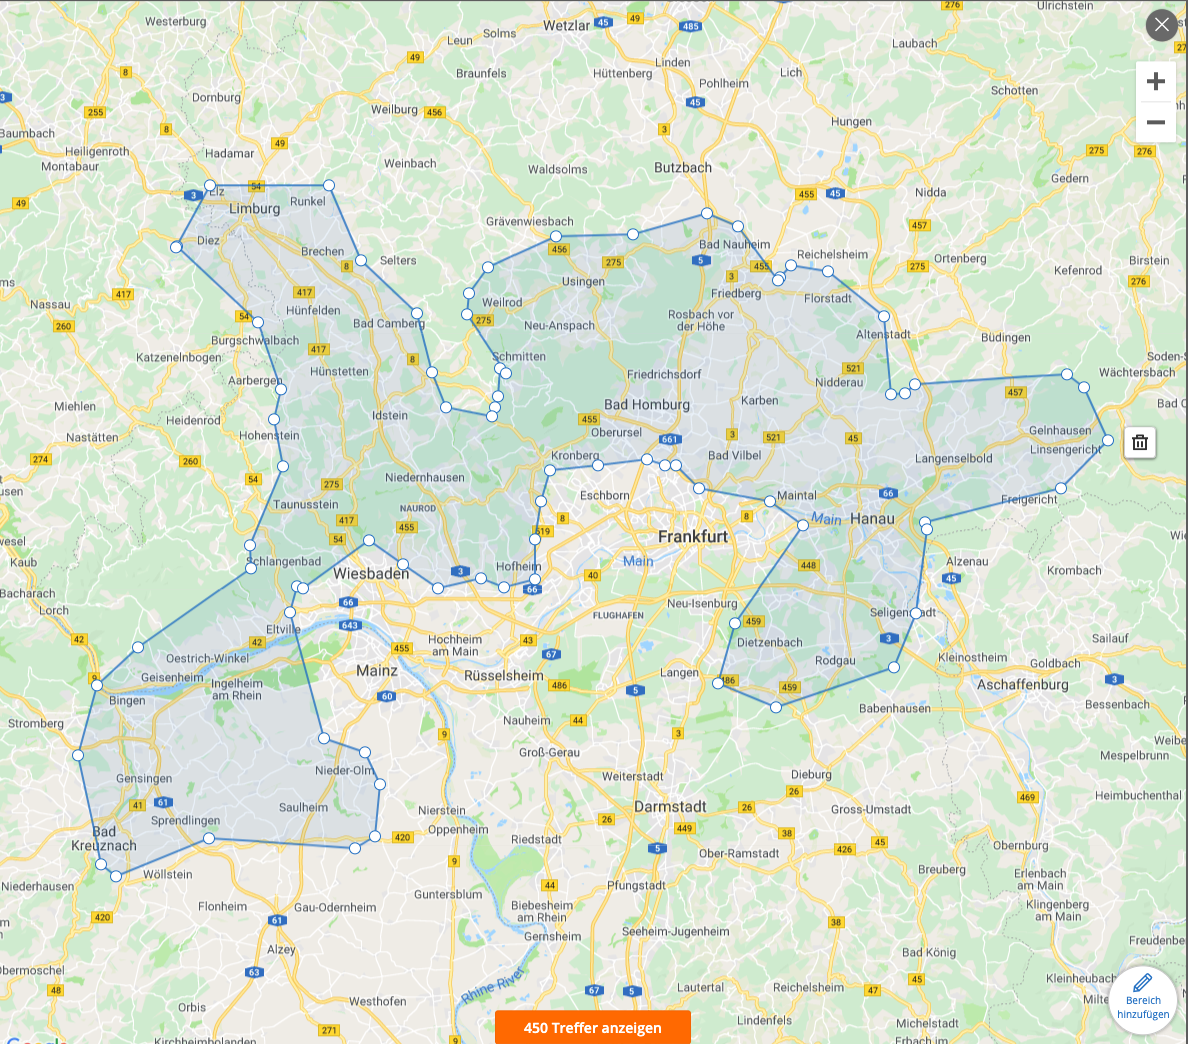 Westerburg
Wetzlar
45
49
485
276
Ulrichstein
Leun
Solms
Laubach
49
Linden
Braunfels
Hüttenberg
Pohlheim
Lich
8
Schotten
Dornburg
3
255
Weilburg
456
45
Hungen
Baumbach
8
3
49
Hadamar
Heiligenroth
Montabaur
Weinbach
Waldsolms
Butzbach
275
276
Gedern
3
Elz
54
Runkel
455
45
Nidda
49
Limburg
Grävenwiesbach
457
Diez
Brechen
Selters
456
275
Bad Nauheim
5
455
Reichelsheim
275
Ortenberg
Birstein
8
Kefenrod
276
Nassau
417
417
Usingen
3
Friedberg
Florstadt
Hünfelden
Weilrod
260
54
Bad Camberg
275
Neu-Anspach
Rosbach vor
der Höhe
Altenstadt
Büdingen
Burgschwalbach
417
Katzenelnbogen
8
Schmitten
Wächtersbach
Aarbergen
Hünstetten
Friedrichsdorf
521
Nidderau
457
Miehlen
Heidenrod
Idstein
455
Bad Homburg
Karben
Nastätten
Hohenstein
Oberursel
661
3
521
45
Gelnhausen
Linsengericht
274
260
54
275
Niedernhausen
Kronberg
Bad Vilbel
Langenselbold
Taunusstein
NAUROD
Eschborn
Maintal
66
Freigericht
417
455
54
8
519
8
Main
Hanau
Frankfurt
Kaub
Schlangenbad
Wiesbaden
3
Hofheim
Main
448
Alzenau
Krombach
Bacharach
66
40
45
Lorch
66
643
FLUGHAFEN
Neu-Isenburg
459
Seligenstadt
42
Eltville
42
455
Hochheim
am Main
43
Dietzenbach
3
Sailauf
Oestrich-Winkel
9
Geisenheim
Mainz
67
Rodgau
Kleinostheim
Goldbach
Rüsselsheim
Langen
Ingelheim
am Rhein
Bingen
60
486
5
486
459
Aschaffenburg
3
Bessenbach
Stromberg
Nauheim
44
Babenhausen
9
3
Groß-Gerau
Mespelbrunn
Gensingen
Nieder-Olm
Weiterstadt
Dieburg
26
469
Heimbuchenthal
41
61
Saulheim
Nierstein
Darmstadt
26
Gross-Umstadt
Sprendlingen
26
Bad
Kreuznach
420
Oppenheim
Riedstadt
449
38
45
426
Obernburg
5
Ober-Ramstadt
9
Wöllstein
Breuberg
Erlenbach
am Main
Niederhausen
44
Pfungstadt
Guntersblum
Flonheim
Gau-Odernheim
Biebesheim
am Rhein
Klingenberg
am Main
420
61
38
Gernsheim
Seeheim-Jugenheim
Alzey
Bad König
63
Rhine River
Kleinheubach
48
67
5
Lautertal
Reichelsheim
47
45
Orbis
Westhofen
Bereich
hinzufügen
271
450 Treffer anzeigen
Lindenfels
Michelstadt
9
Kirchheimbolanden